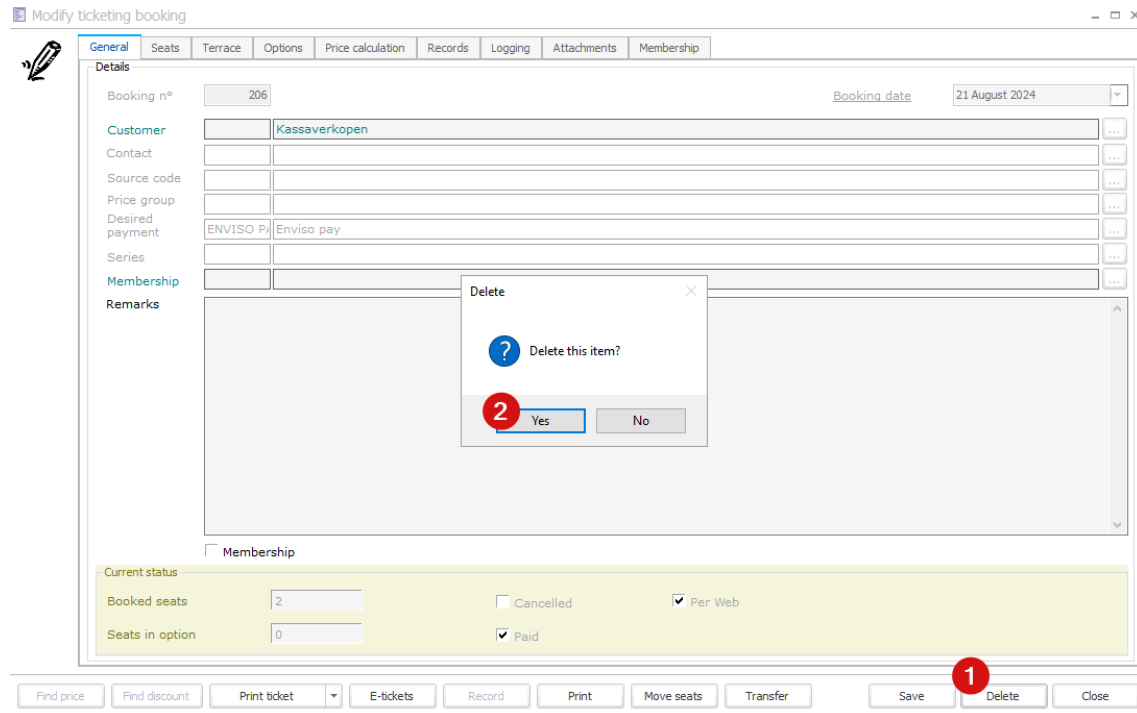 Modify ticketing booking
General Seats Terrace Options Price calculation Records Logging Attachments Membership
Details
Booking n° 206 Booking date 21 August 2024
Customer Kassaverkopen ...
Contact ...
Source code ...
Price group ...
Desired payment ENVISO PA Enviso pay ...
Series ...
Membership ...
Remarks
Delete
? Delete this item?
2 Yes No
Membership
Current status
Booked seats 2 Cancelled Per Web
Seats in option 0 Paid
1
Find price Find discount Print ticket E-tickets Record Print Move seats Transfer Save Delete Close